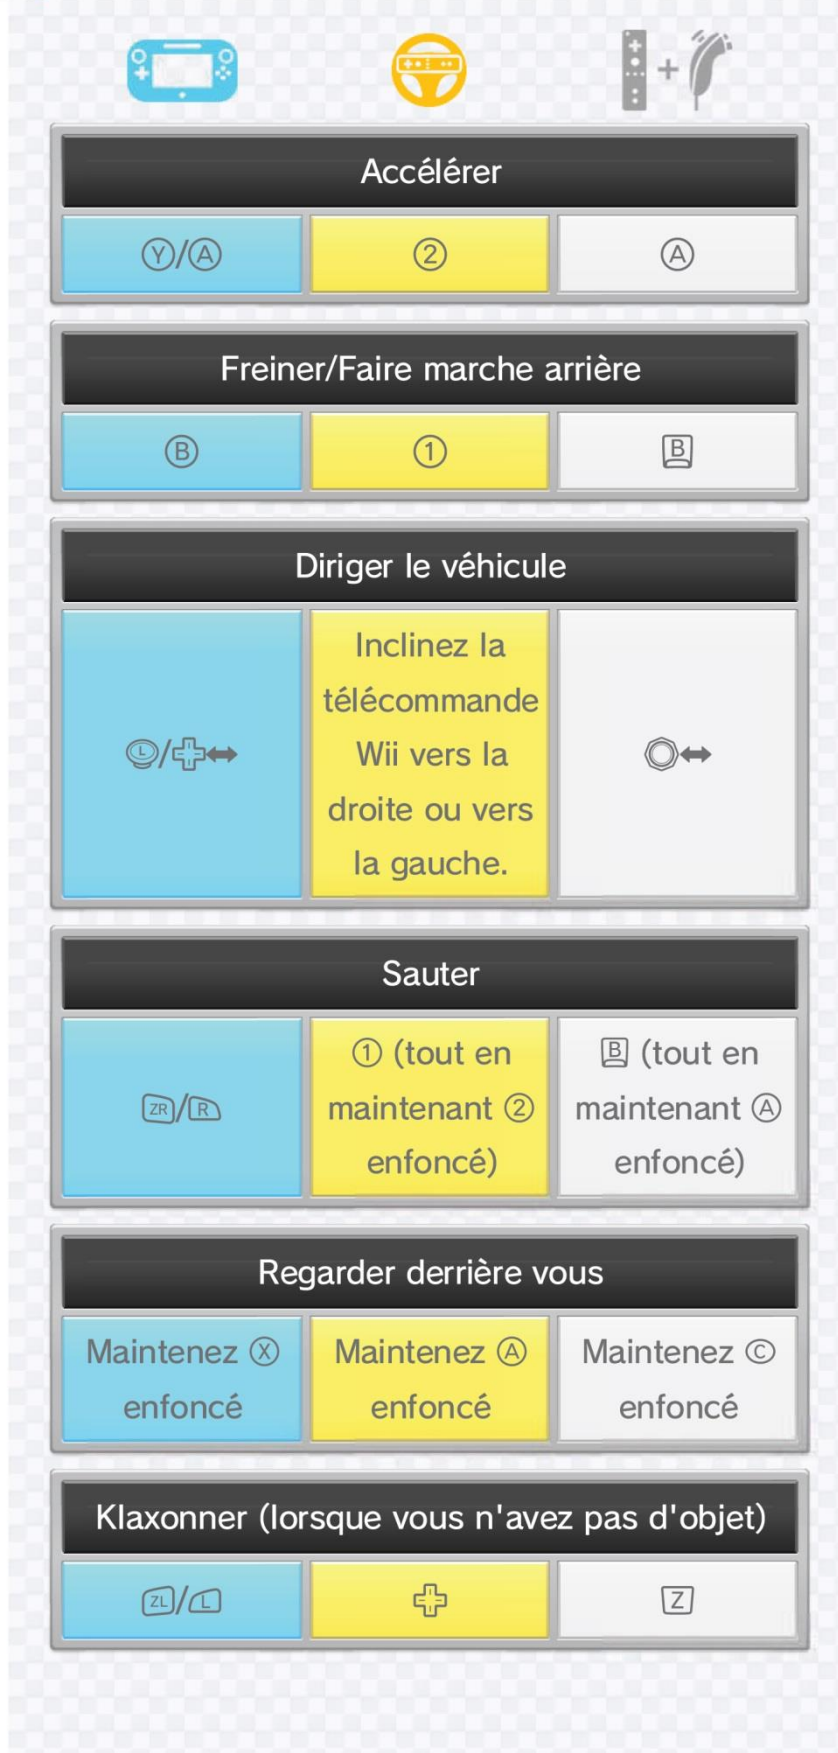 Accélérer
Ⓨ/Ⓐ ② Ⓐ
Freiner/Faire marche arrière
Ⓑ ① B
Diriger le véhicule
L/
Inclinez la
télécommande
Wii vers la
droite ou vers
la gauche.
Sauter
ZR/R
① (tout en
maintenant ②
enfoncé)
B (tout en
maintenant Ⓐ
enfoncé)
Regarder derrière vous
Maintenez Ⓧ
enfoncé
Maintenez Ⓐ
enfoncé
Maintenez Ⓒ
enfoncé
Klaxonner (lorsque vous n'avez pas d'objet)
ZL/L Z